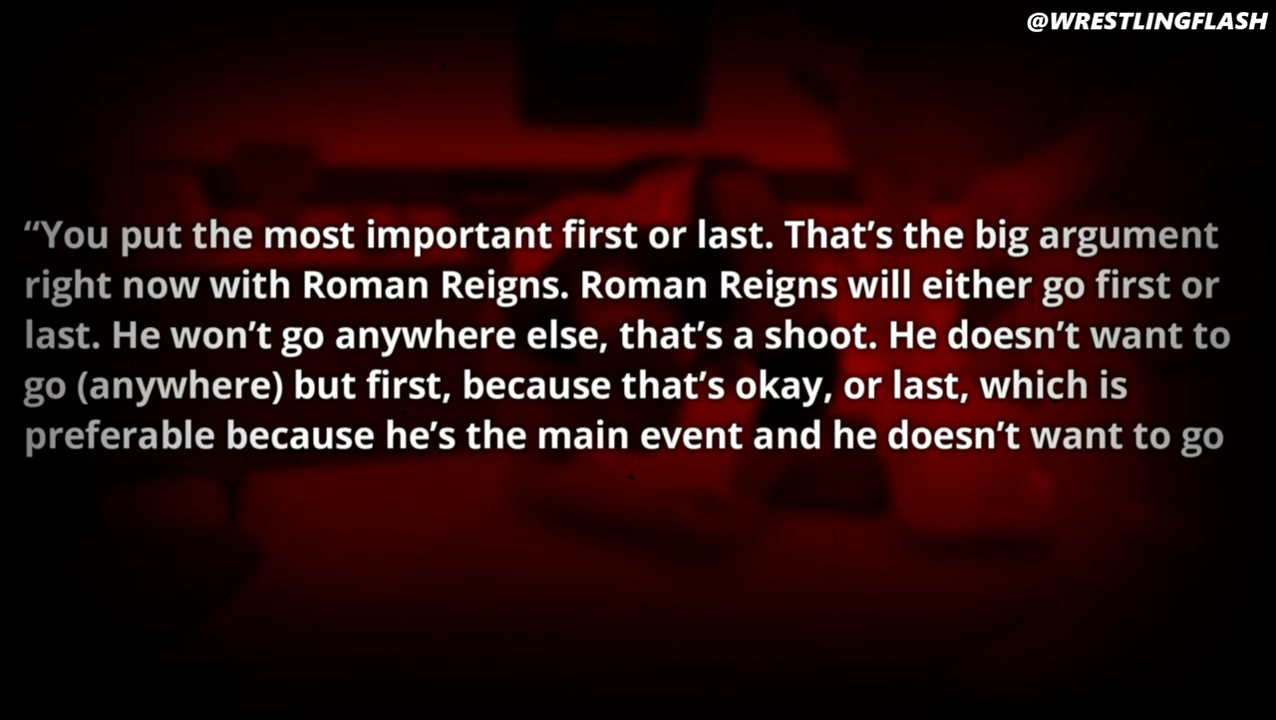 @WRESTLINGFLASH
“You put the most important first or last. That’s the big argument
right now with Roman Reigns. Roman Reigns will either go first or
last. He won’t go anywhere else, that’s a shoot. He doesn’t want to
go (anywhere) but first, because that’s okay, or last, which is
preferable because he’s the main event and he doesn’t want to go